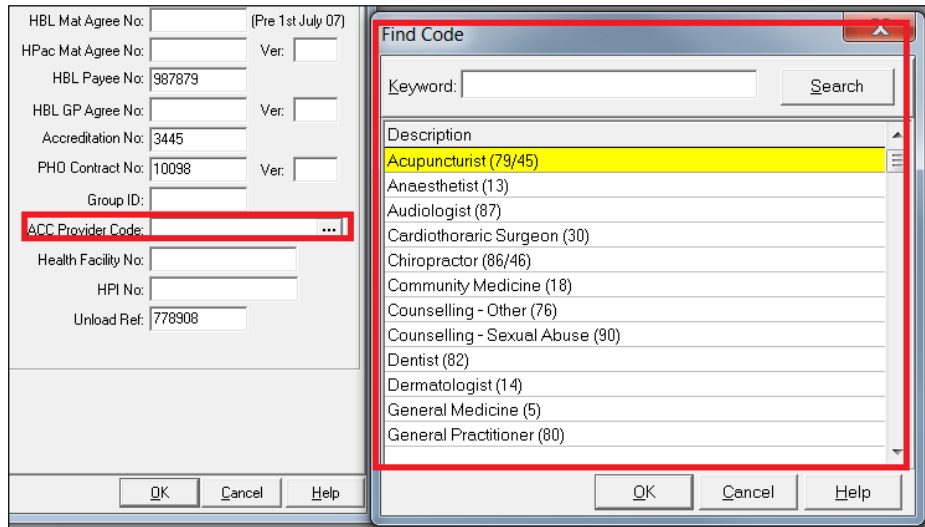 HBL Mat Agree No: (Pre 1st July 07)
HPac Mat Agree No: Ver:
HBL Payee No: 987879
HBL GP Agree No: Ver:
Accreditation No: 3445
PHO Contract No: 10098 Ver:
Group ID:
ACC Provider Code: ...
Health Facility No:
HPI No:
Unload Ref: 778908
OK Cancel Help
Find Code
Keyword: Search
Description
Acupuncturist (79/45)
Anaesthetist (13)
Audiologist (87)
Cardiothoraric Surgeon (30)
Chiropractor (86/46)
Community Medicine (18)
Counselling - Other (76)
Counselling - Sexual Abuse (90)
Dentist (82)
Dermatologist (14)
General Medicine (5)
General Practitioner (80)
OK Cancel Help